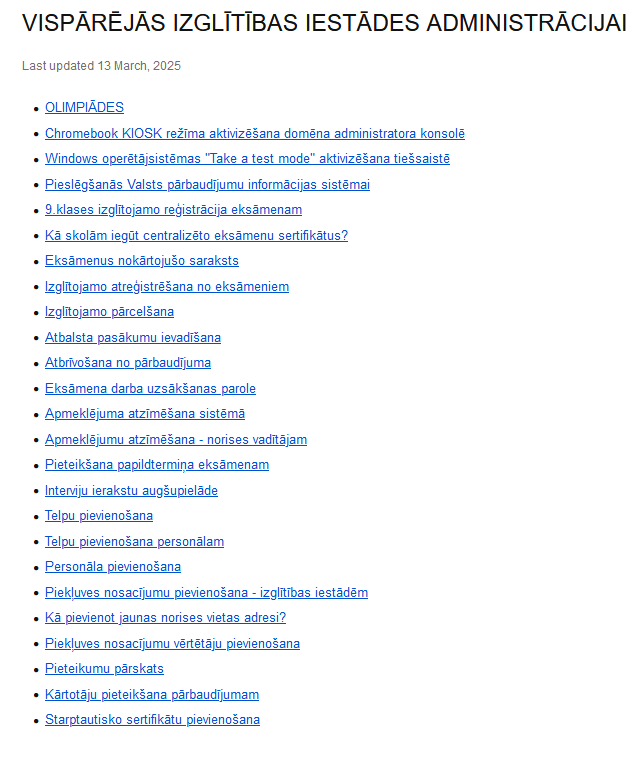 VISPĀRĒJĀS IZGLĪTĪBAS IESTĀDES ADMINISTRĀCIJAI
Last updated 13 March, 2025
OLIMPIĀDES
Chromebook KIOSK režīma aktivizēšana domēna administratora konsolē
Windows operētājsistēmas "Take a test mode" aktivizēšana tiešsaistē
Pieslēgšanās Valsts pārbaudījumu informācijas sistēmai
9.klases izglītojamo reģistrācija eksāmenam
Kā skolām iegūt centralizēto eksāmenu sertifikātus?
Eksāmenus nokārtojušo saraksts
Izglītojamo atreģistrēšana no eksāmeniem
Izglītojamo pārcelšana
Atbalsta pasākumu ievadīšana
Atbrīvošana no pārbaudījuma
Eksāmena darba uzsākšanas parole
Apmeklējuma atzīmēšana sistēmā
Apmeklējumu atzīmēšana - norises vadītājam
Pieteikšana papildtermiņa eksāmenam
Interviju ierakstu augšupielāde
Telpu pievienošana
Telpu pievienošana personālam
Personāla pievienošana
Piekļuves nosacījumu pievienošana - izglītības iestādēm
Kā pievienot jaunas norises vietas adresi?
Piekļuves nosacījumu vērtētāju pievienošana
Pieteikumu pārskats
Kārtotāju pieteikšana pārbaudījumam
Starptautisko sertifikātu pievienošana